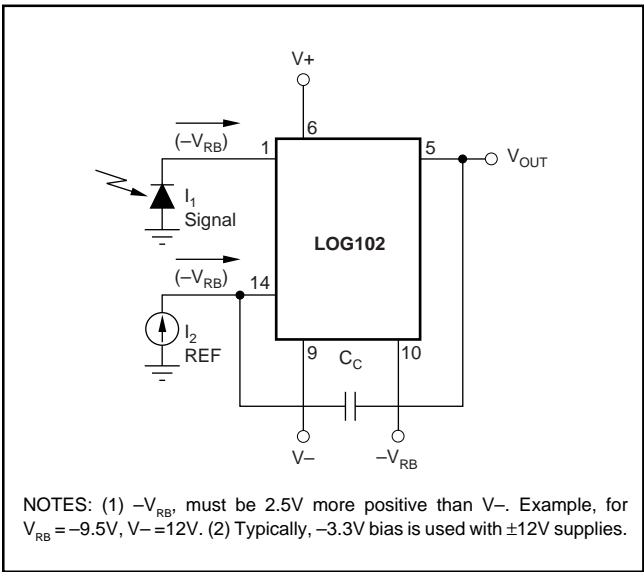 V+
6
(–V_RB)
1
5
V_OUT
I_1
Signal
LOG102
(–V_RB)
14
I_2
REF
9
C_C
10
V–
–V_RB
NOTES: (1) –V_RB, must be 2.5V more positive than V–. Example, for
V_RB = –9.5V, V– =12V. (2) Typically, –3.3V bias is used with ±12V supplies.